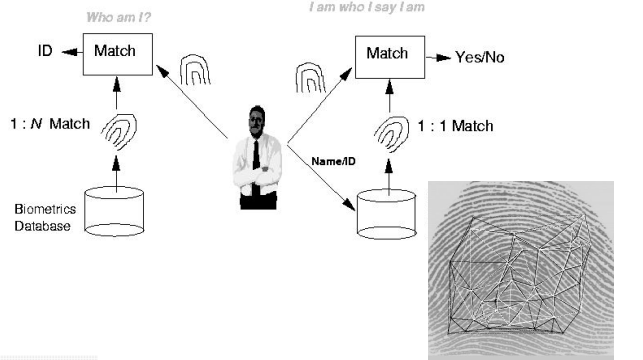 Who am I?
I am who I say I am
ID
Match
Match
Yes/No
1 : N Match
1 : 1 Match
Name/ID
Biometrics
Database